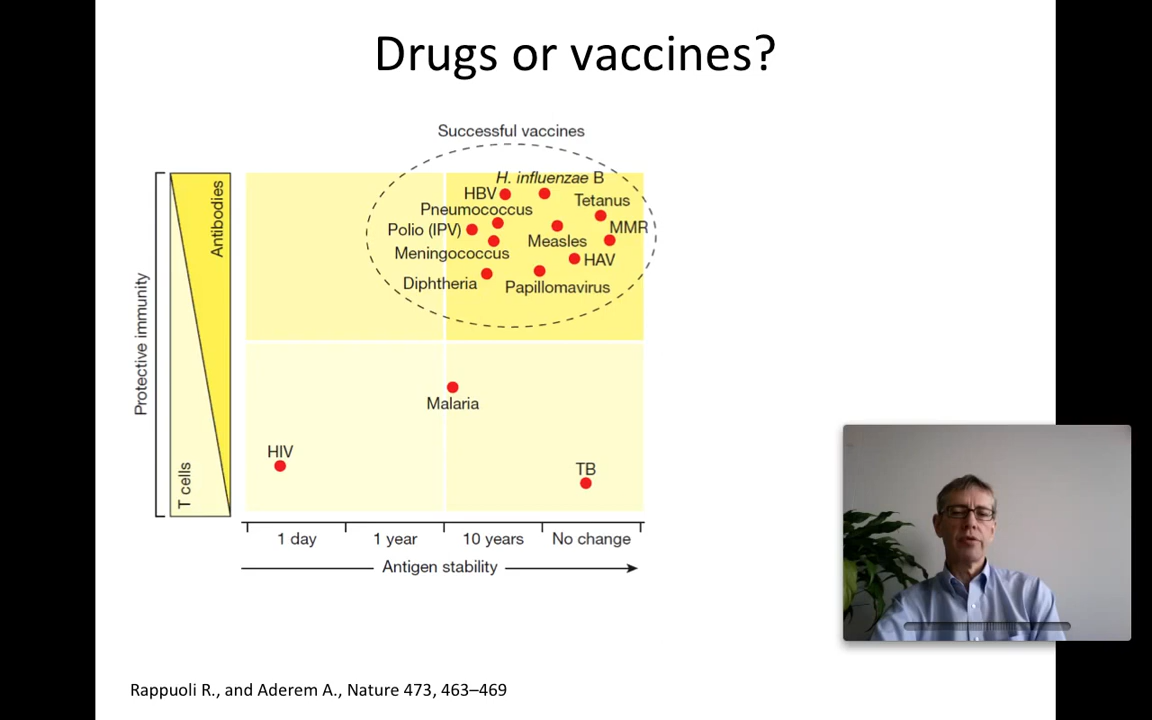 Drugs or vaccines?
Successful vaccines
H. influenzae B
HBV
Tetanus
Pneumococcus
Polio (IPV)
MMR
Measles
Meningococcus
HAV
Diphtheria
Papillomavirus
Antibodies
Protective immunity
T cells
Malaria
HIV
TB
1 day
1 year
10 years
No change
Antigen stability
Rappuoli R., and Aderem A., Nature 473, 463–469